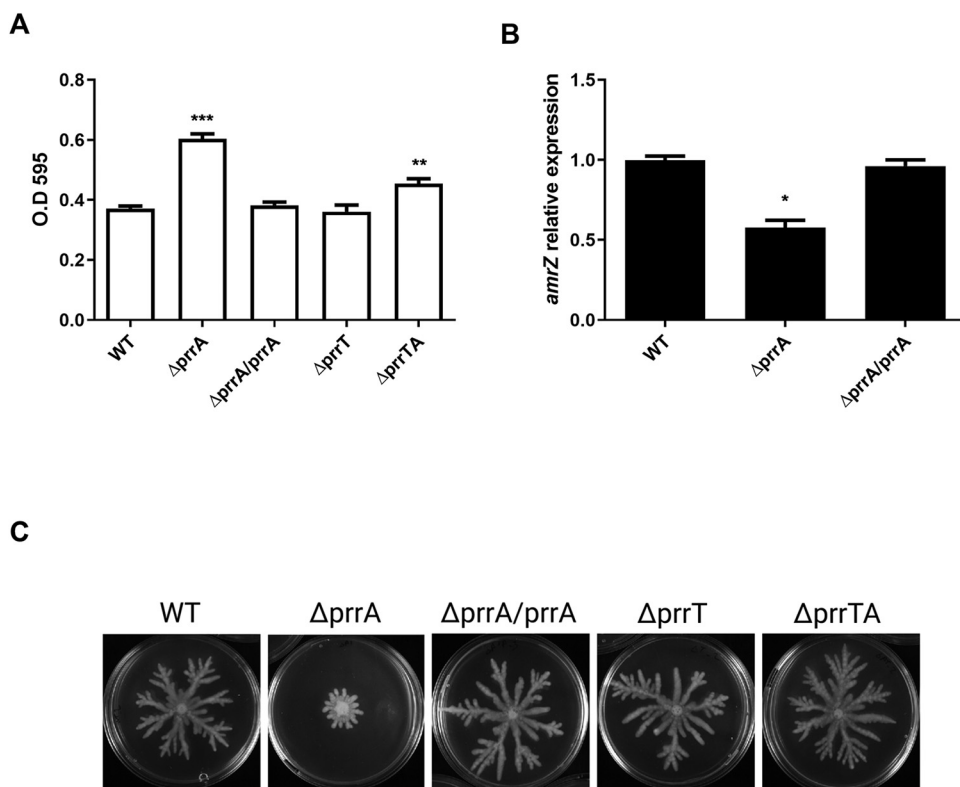 A
O.D 595
0.8
0.6
0.4
0.2
0.0
***
**
WT
ΔprrA
ΔprrA/prrA
ΔprrT
ΔprrTA
B
amrZ relative expression
1.5
1.0
0.5
0.0
*
WT
ΔprrA
ΔprrA/prrA
C
WT ΔprrA ΔprrA/prrA ΔprrT ΔprrTA